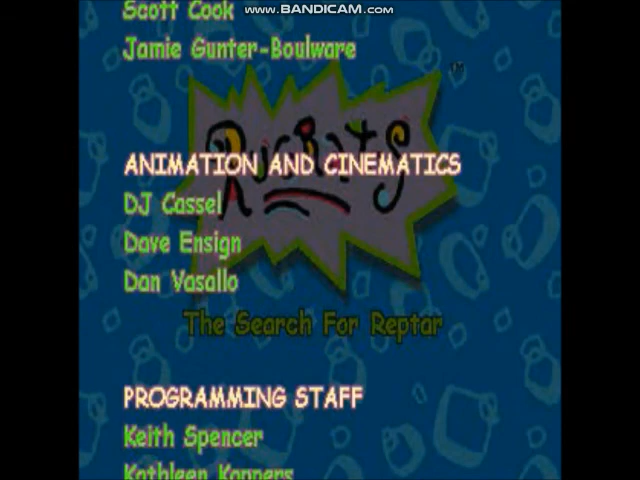 Scott Cook
www.BANDICAM.com
Jamie Gunter-Boulware
TM
RUGRATS
ANIMATION AND CINEMATICS
DJ Cassel
Dave Ensign
Dan Vasallo
The Search For Reptar
PROGRAMMING STAFF
Keith Spencer
Kathleen Koppers